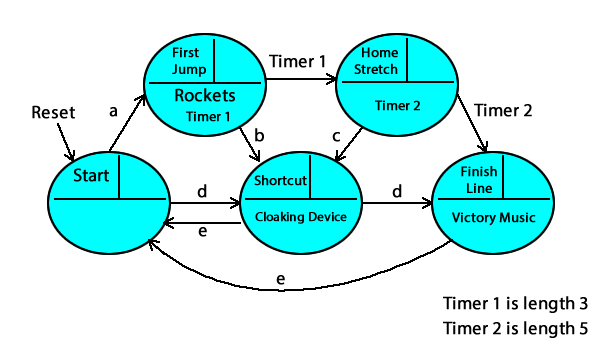 First
Jump
Rockets
Timer 1
Timer 1
Home
Stretch
Timer 2
Timer 2
Reset
a
b
c
Start
d
e
Shortcut
Cloaking Device
d
Finish
Line
Victory Music
e
Timer 1 is length 3
Timer 2 is length 5